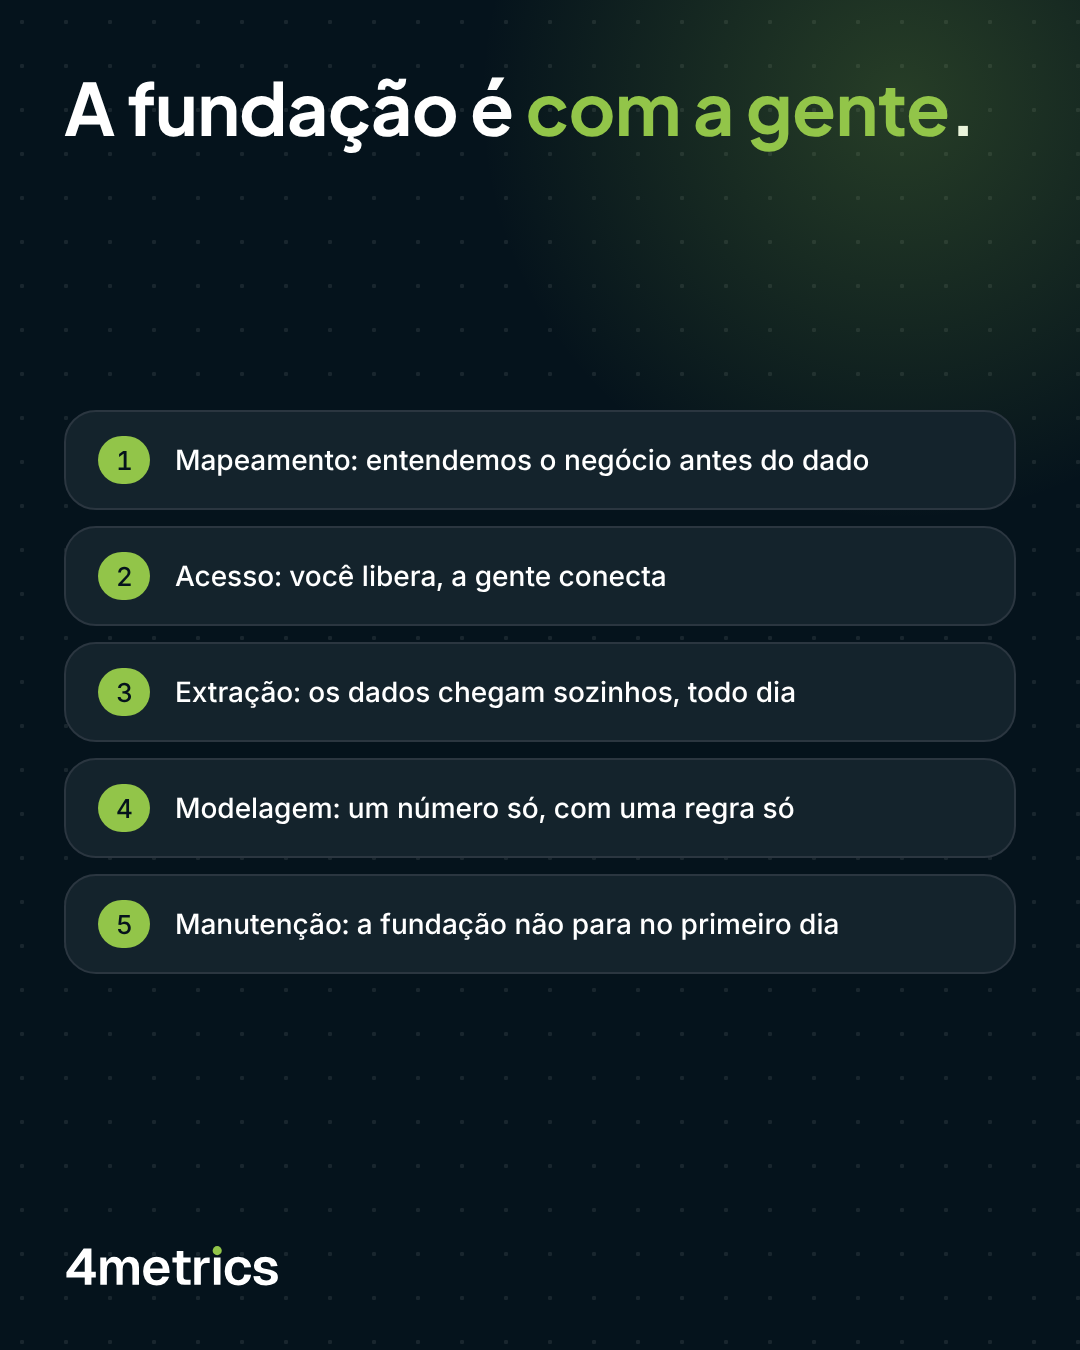 A fundação é com a gente.
1 Mapeamento: entendemos o negócio antes do dado
2 Acesso: você libera, a gente conecta
3 Extração: os dados chegam sozinhos, todo dia
4 Modelagem: um número só, com uma regra só
5 Manutenção: a fundação não para no primeiro dia
4metrics